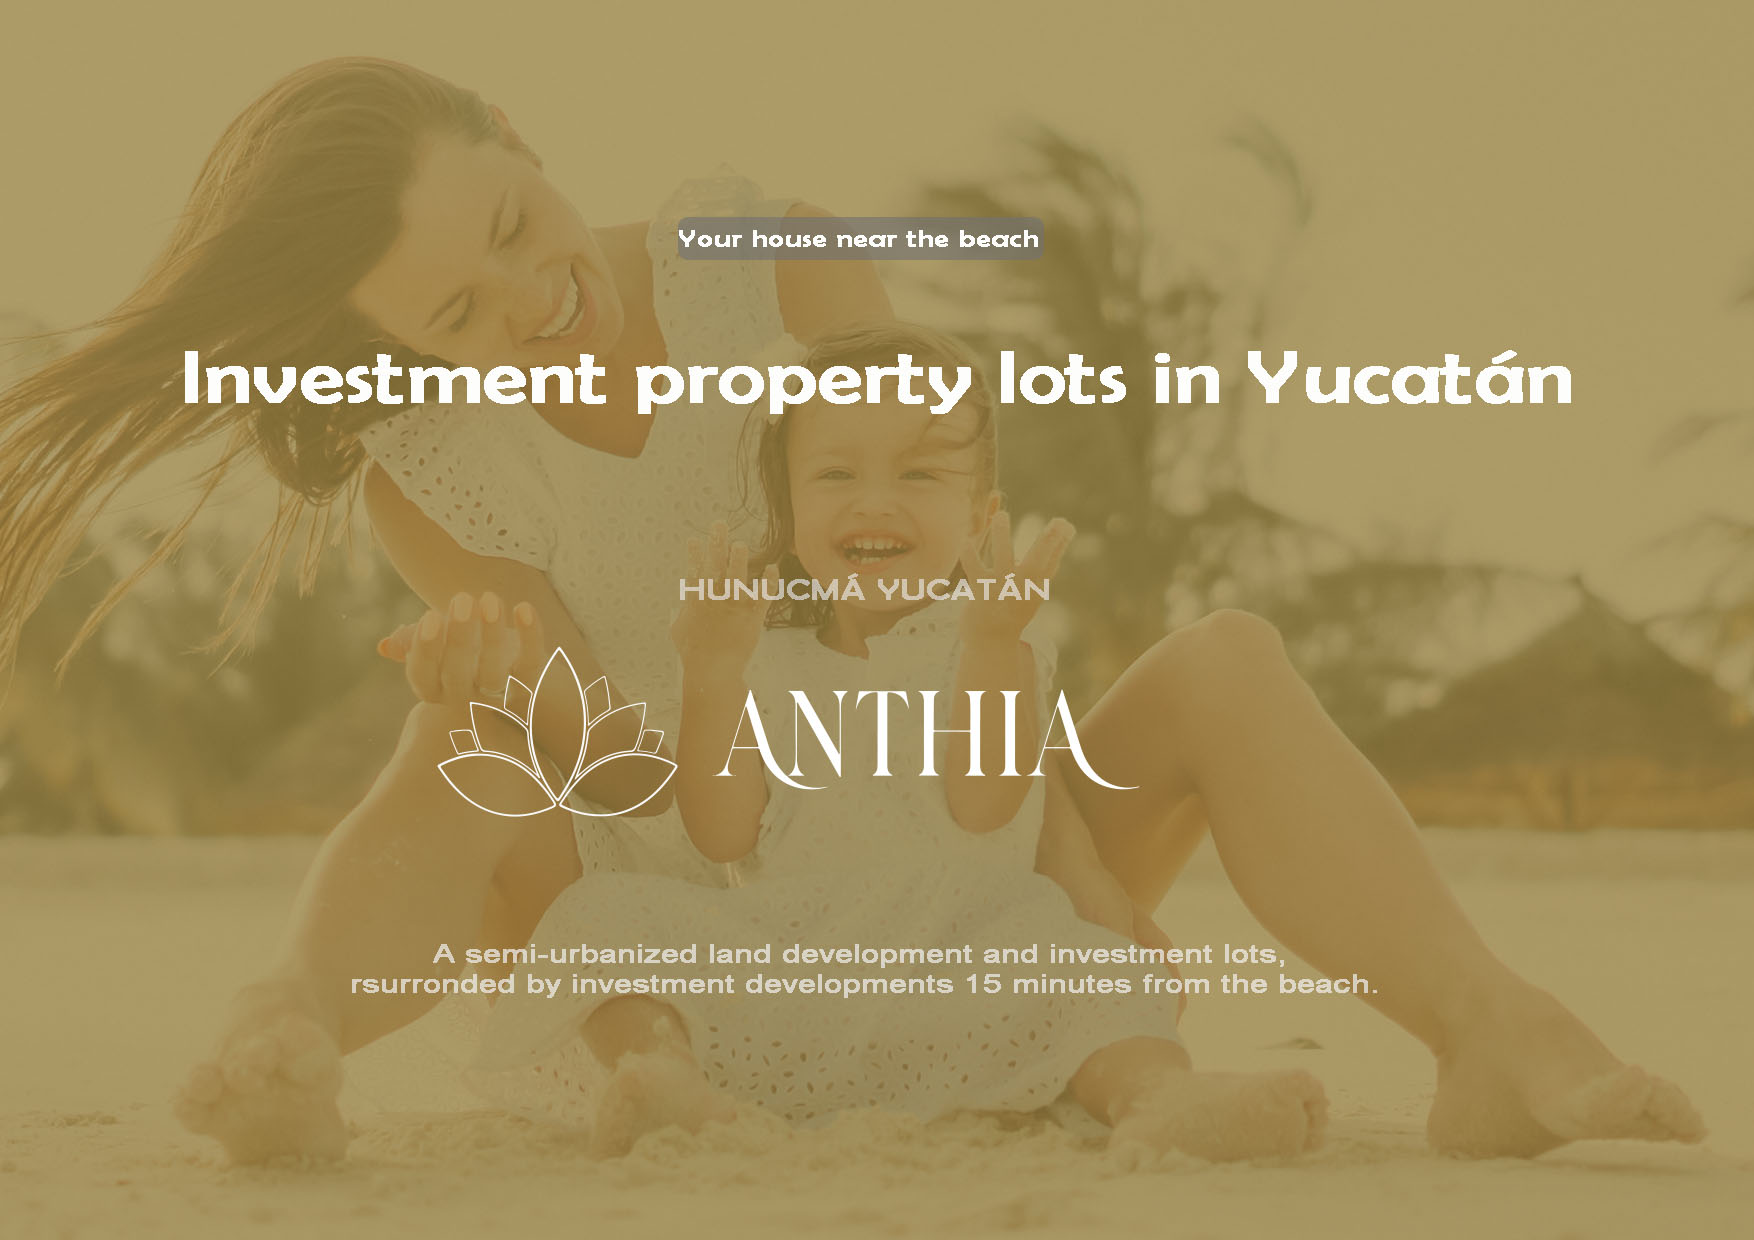 Your house near the beach
Investment property lots in Yucatán
HUNUCMÁ YUCATÁN
ANTHIA
A semi-urbanized land development and investment lots,
rsurronded by investment developments 15 minutes from the beach.